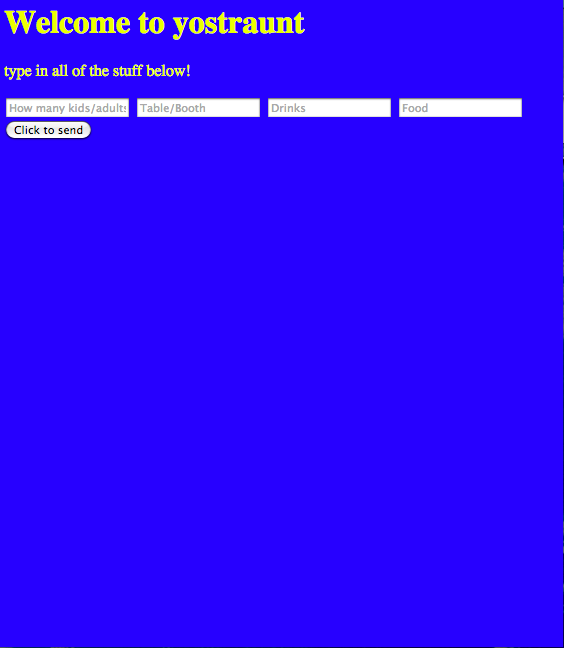 Welcome to yostraunt
type in all of the stuff below!
How many kids/adults Table/Booth Drinks Food
Click to send